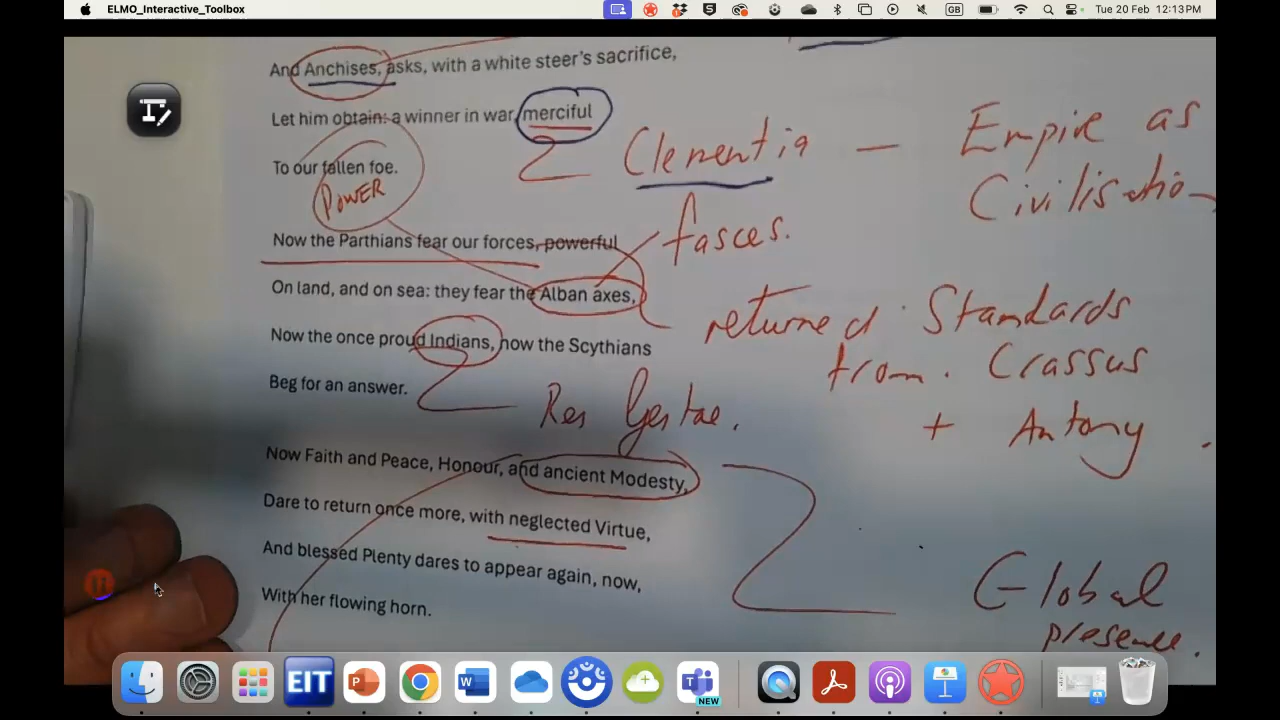 ELMO_Interactive_Toolbox
GB
Tue 20 Feb 12:13PM
And Anchises, asks, with a white steer's sacrifice,
Let him obtain: a winner in war, merciful
To our fallen foe.
POWER
Clementia — Empire as
Civilisation
fasces.
Now the Parthians fear our forces, powerful
On land, and on sea: they fear the Alban axes,
returned Standards
from. Crassus
+ Antony.
Now the once proud Indians, now the Scythians
Beg for an answer.
Res Gestae.
Now Faith and Peace, Honour, and ancient Modesty,
Dare to return once more, with neglected Virtue,
And blessed Plenty dares to appear again, now,
With her flowing horn.
Global
presence.
EIT
P
W
T
NEW